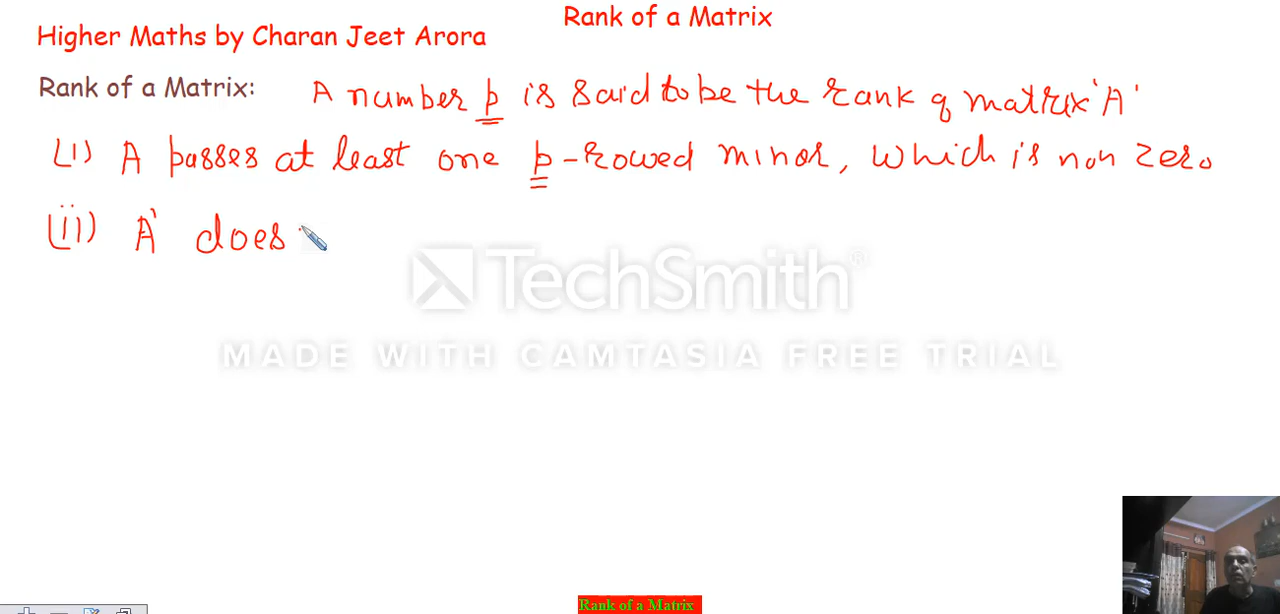 Rank of a Matrix
Higher Maths by Charan Jeet Arora
Rank of a Matrix: A number p is said to be the rank of matrix 'A'
(i) A passes at least one p-rowed minor, which is non zero
(ii) A does
TechSmith®
MADE WITH CAMTASIA FREE TRIAL
Rank of a Matrix